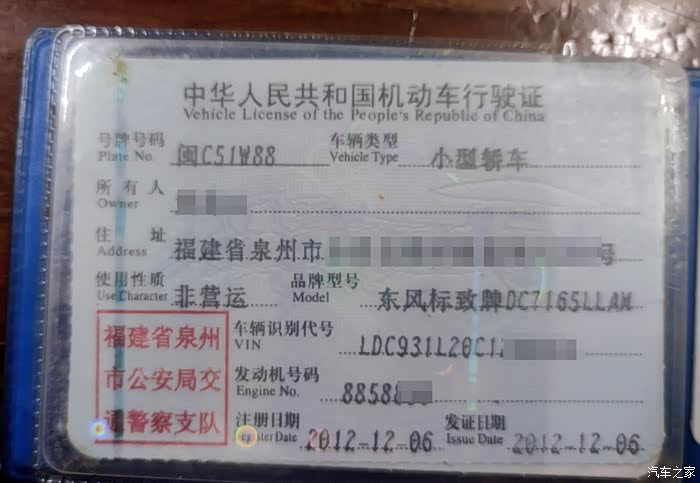 中华人民共和国机动车行驶证
Vehicle License of the People's Republic of China
号牌号码 闽C51W88 车辆类型 小型轿车
Plate No. Vehicle Type
所有人
Owner
住址 福建省泉州市 号
Address
使用性质 非营运 品牌型号 东风标致牌DC7165LLAM
Use Character Model
福建省泉州
市公安局交
通警察支队
车辆识别代号 LDC931L20C1
VIN
发动机号码 8858
Engine No.
注册日期 2012-12-06 发证日期 2012-12-06
Register Date Issue Date
汽车之家